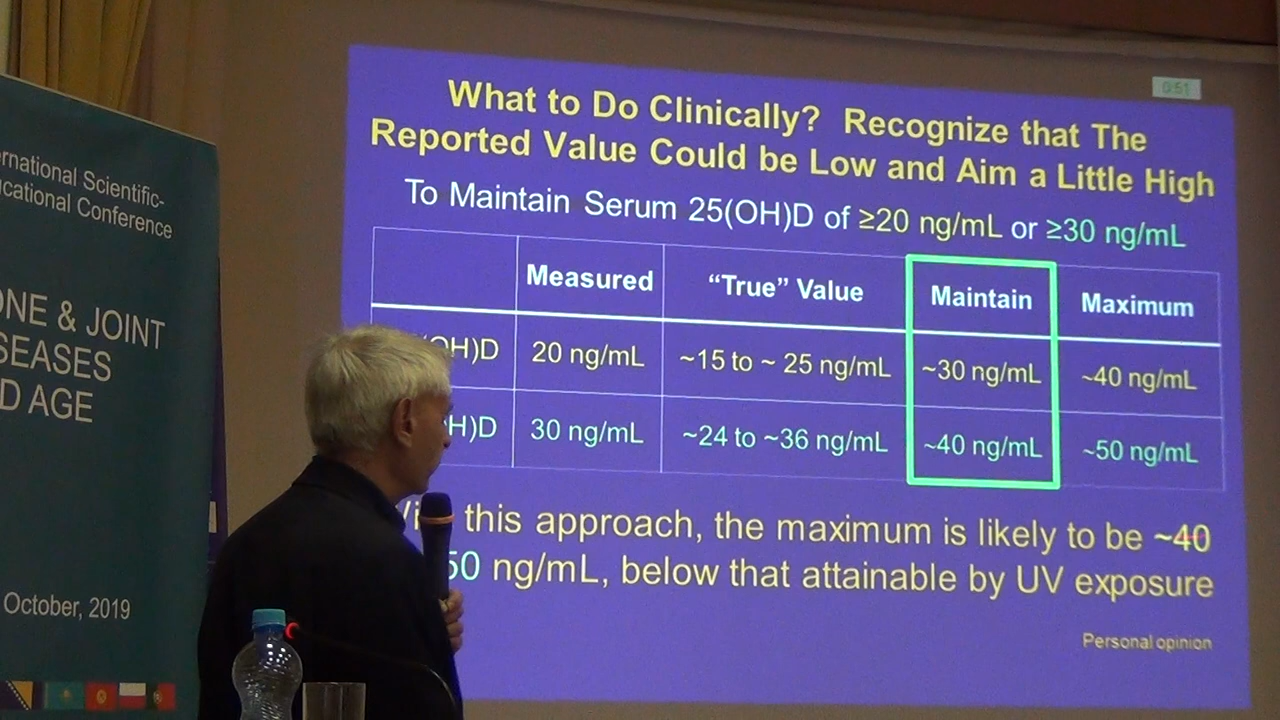 ernational Scientific-
ucational Conference
ONE & JOINT
SEASES
D AGE
October, 2019
0:51
What to Do Clinically? Recognize that The
Reported Value Could be Low and Aim a Little High
To Maintain Serum 25(OH)D of ≥20 ng/mL or ≥30 ng/mL
Measured "True" Value Maintain Maximum
(OH)D 20 ng/mL ~15 to ~ 25 ng/mL ~30 ng/mL ~40 ng/mL
H)D 30 ng/mL ~24 to ~36 ng/mL ~40 ng/mL ~50 ng/mL
this approach, the maximum is likely to be ~40
50 ng/mL, below that attainable by UV exposure
Personal opinion